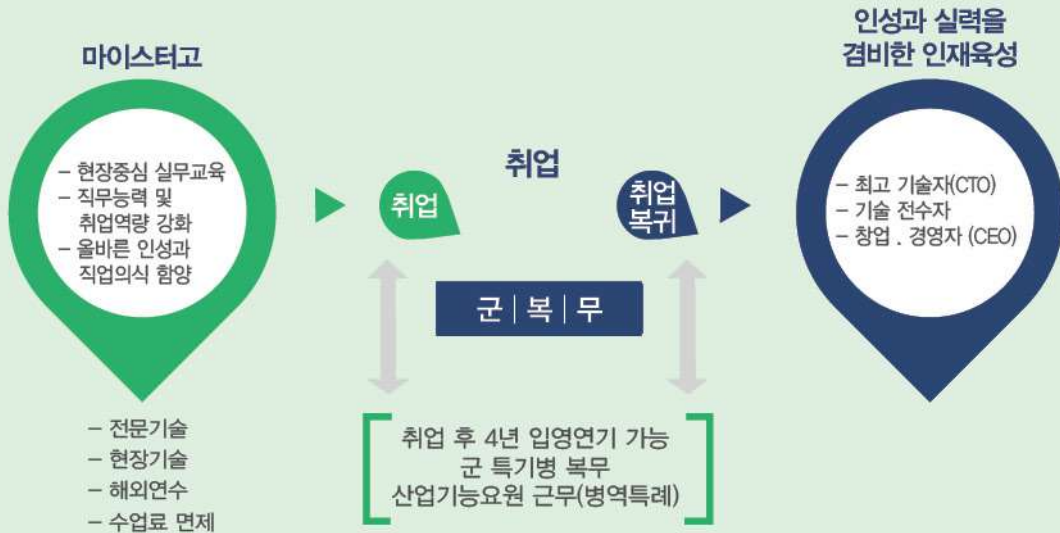 마이스터고
– 현장중심 실무교육
– 직무능력 및
취업역량 강화
– 올바른 인성과
직업의식 함양
– 전문기술
– 현장기술
– 해외연수
– 수업료 면제
취업
취업
취업
복귀
군 | 복 | 무
취업 후 4년 입영연기 가능
군 특기병 복무
산업기능요원 근무(병역특례)
인성과 실력을
겸비한 인재육성
– 최고 기술자(CTO)
– 기술 전수자
– 창업 . 경영자 (CEO)